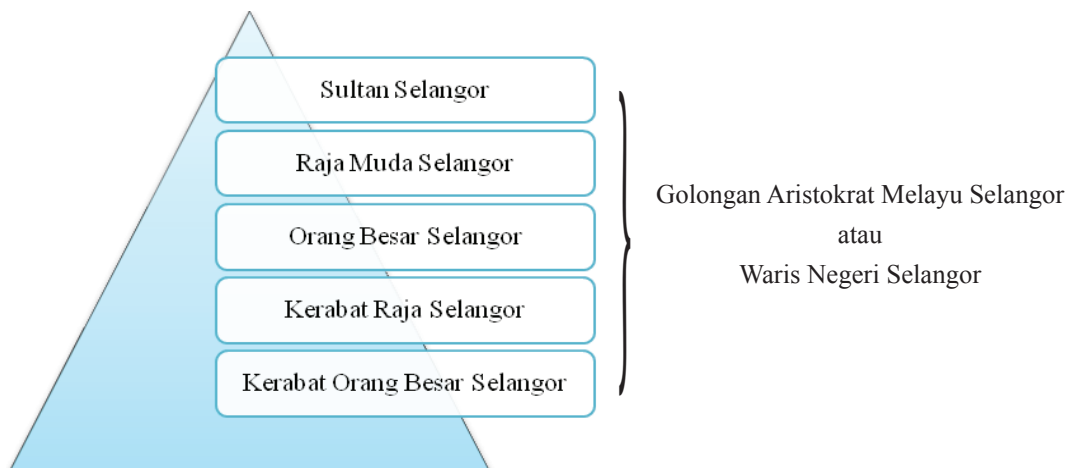 Sultan Selangor
Raja Muda Selangor
Orang Besar Selangor
Kerabat Raja Selangor
Kerabat Orang Besar Selangor
Golongan Aristokrat Melayu Selangor
atau
Waris Negeri Selangor